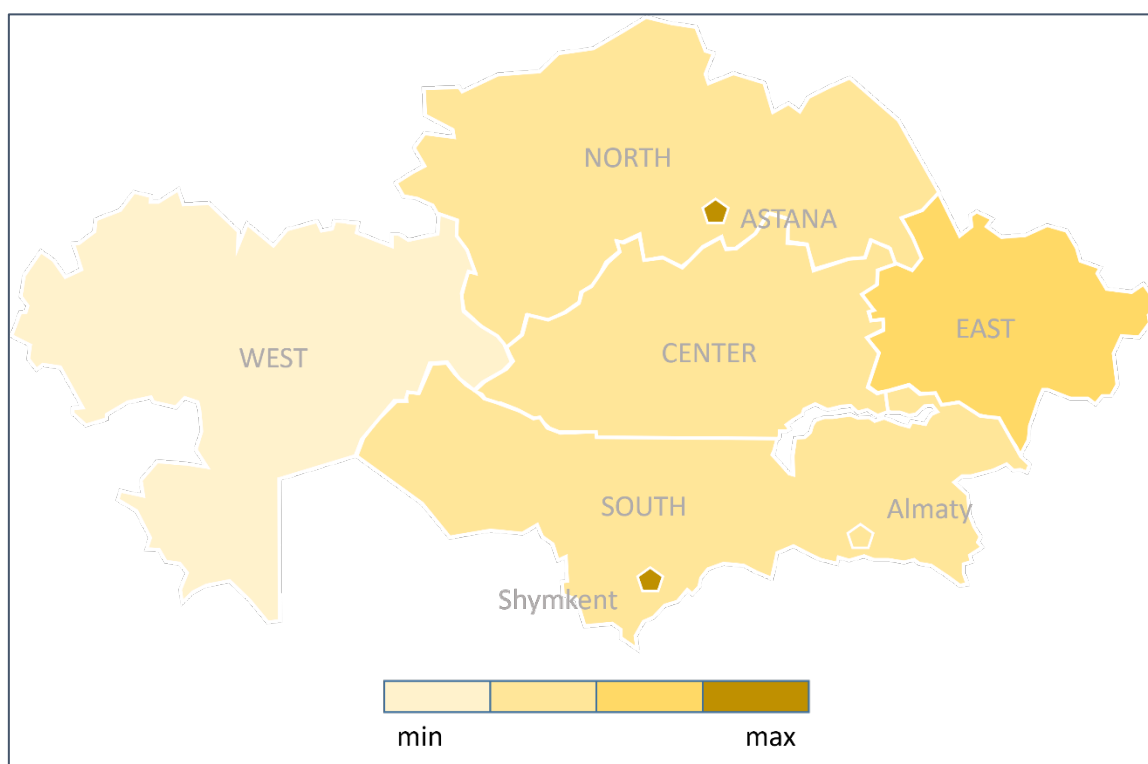 NORTH
ASTANA
EAST
CENTER
WEST
SOUTH
Almaty
Shymkent
min
max